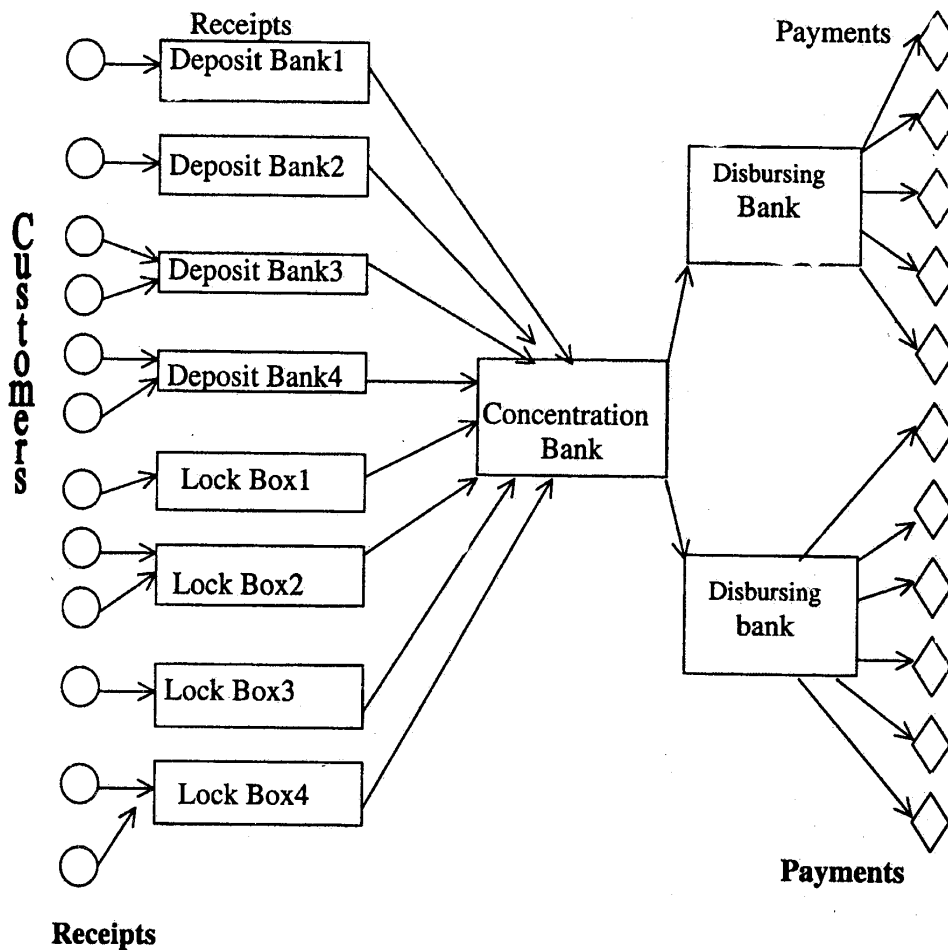 Receipts
Payments
Customers
Deposit Bank1
Deposit Bank2
Deposit Bank3
Deposit Bank4
Lock Box1
Lock Box2
Lock Box3
Lock Box4
Concentration
Bank
Disbursing
Bank
Disbursing
bank
Payments
Receipts